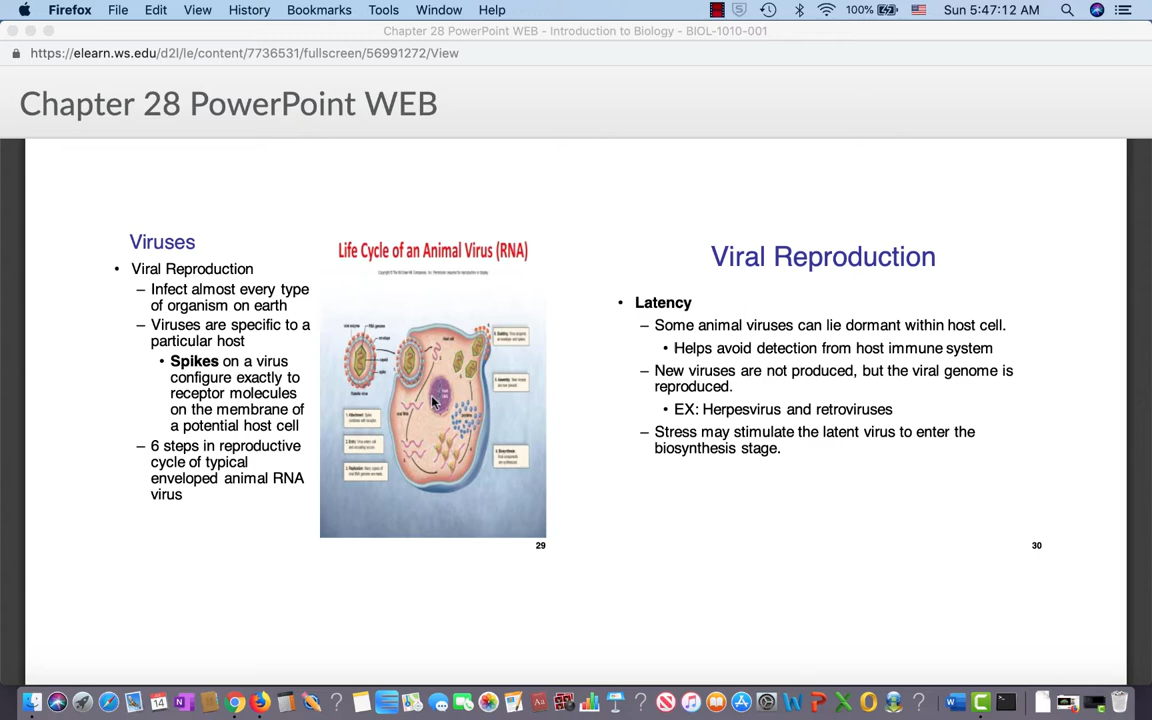 Firefox File Edit View History Bookmarks Tools Window Help 100% Sun 5:47:12 AM
Chapter 28 PowerPoint WEB - Introduction to Biology - BIOL-1010-001
https://elearn.ws.edu/d2l/le/content/7736531/fullscreen/56991272/View
Chapter 28 PowerPoint WEB
Viruses
• Viral Reproduction
– Infect almost every type
of organism on earth
– Viruses are specific to a
particular host
• Spikes on a virus
configure exactly to
receptor molecules
on the membrane of
a potential host cell
– 6 steps in reproductive
cycle of typical
enveloped animal RNA
virus
Life Cycle of an Animal Virus (RNA)
29
Viral Reproduction
• Latency
– Some animal viruses can lie dormant within host cell.
• Helps avoid detection from host immune system
– New viruses are not produced, but the viral genome is
reproduced.
• EX: Herpesvirus and retroviruses
– Stress may stimulate the latent virus to enter the
biosynthesis stage.
30